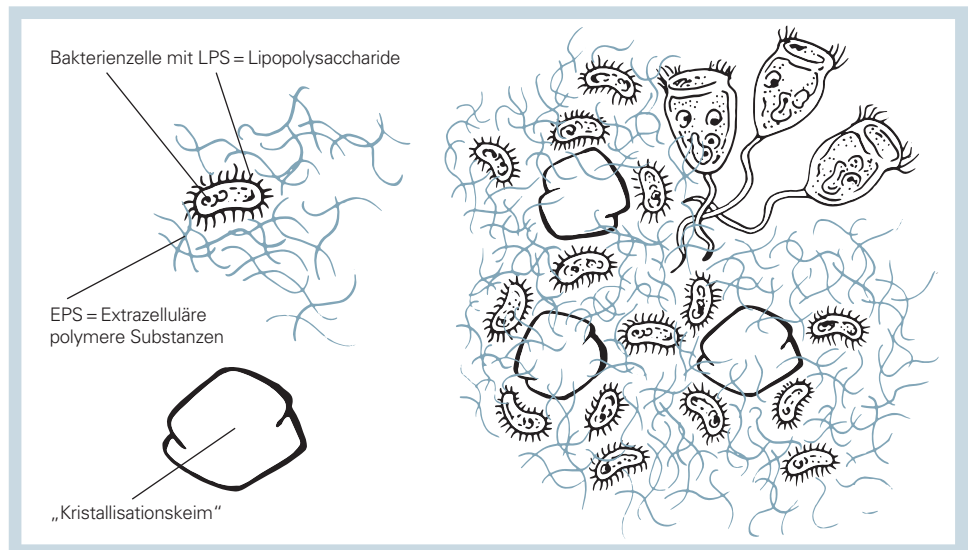 Bakterienzelle mit LPS = Lipopolysaccharide
EPS = Extrazelluläre
polymere Substanzen
„Kristallisationskeim“